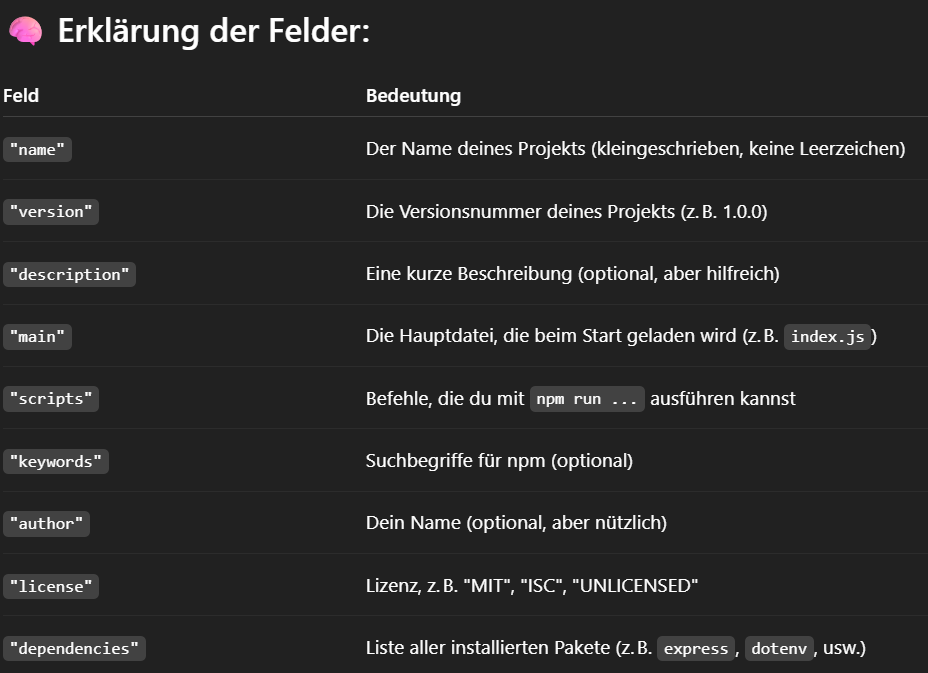 🧠 Erklärung der Felder:
Feld Bedeutung
"name" Der Name deines Projekts (kleingeschrieben, keine Leerzeichen)
"version" Die Versionsnummer deines Projekts (z. B. 1.0.0)
"description" Eine kurze Beschreibung (optional, aber hilfreich)
"main" Die Hauptdatei, die beim Start geladen wird (z. B. index.js)
"scripts" Befehle, die du mit npm run ... ausführen kannst
"keywords" Suchbegriffe für npm (optional)
"author" Dein Name (optional, aber nützlich)
"license" Lizenz, z. B. "MIT", "ISC", "UNLICENSED"
"dependencies" Liste aller installierten Pakete (z. B. express, dotenv, usw.)